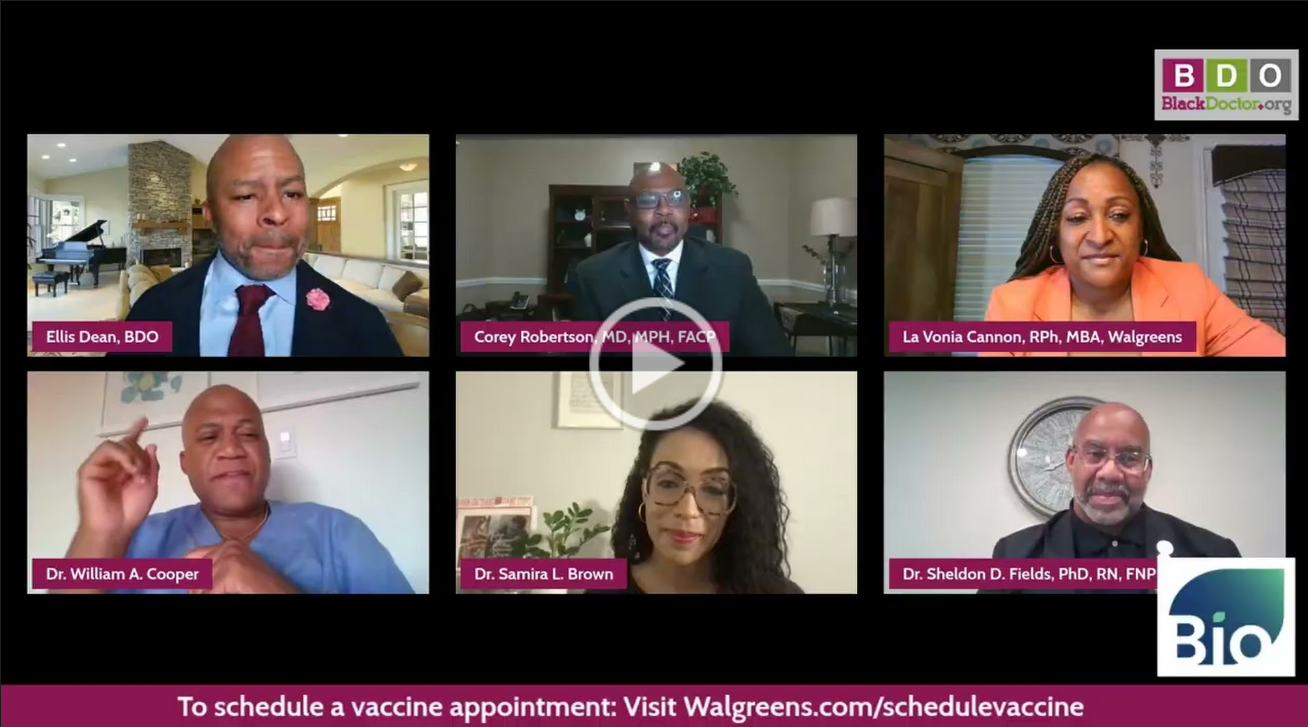 B D O
BlackDoctor.org
Ellis Dean, BDO
Corey Robertson, MD, MPH, FACP
La Vonia Cannon, RPh, MBA, Walgreens
Dr. William A. Cooper
Dr. Samira L. Brown
Dr. Sheldon D. Fields, PhD, RN, FNP
Bio
To schedule a vaccine appointment: Visit Walgreens.com/schedulevaccine